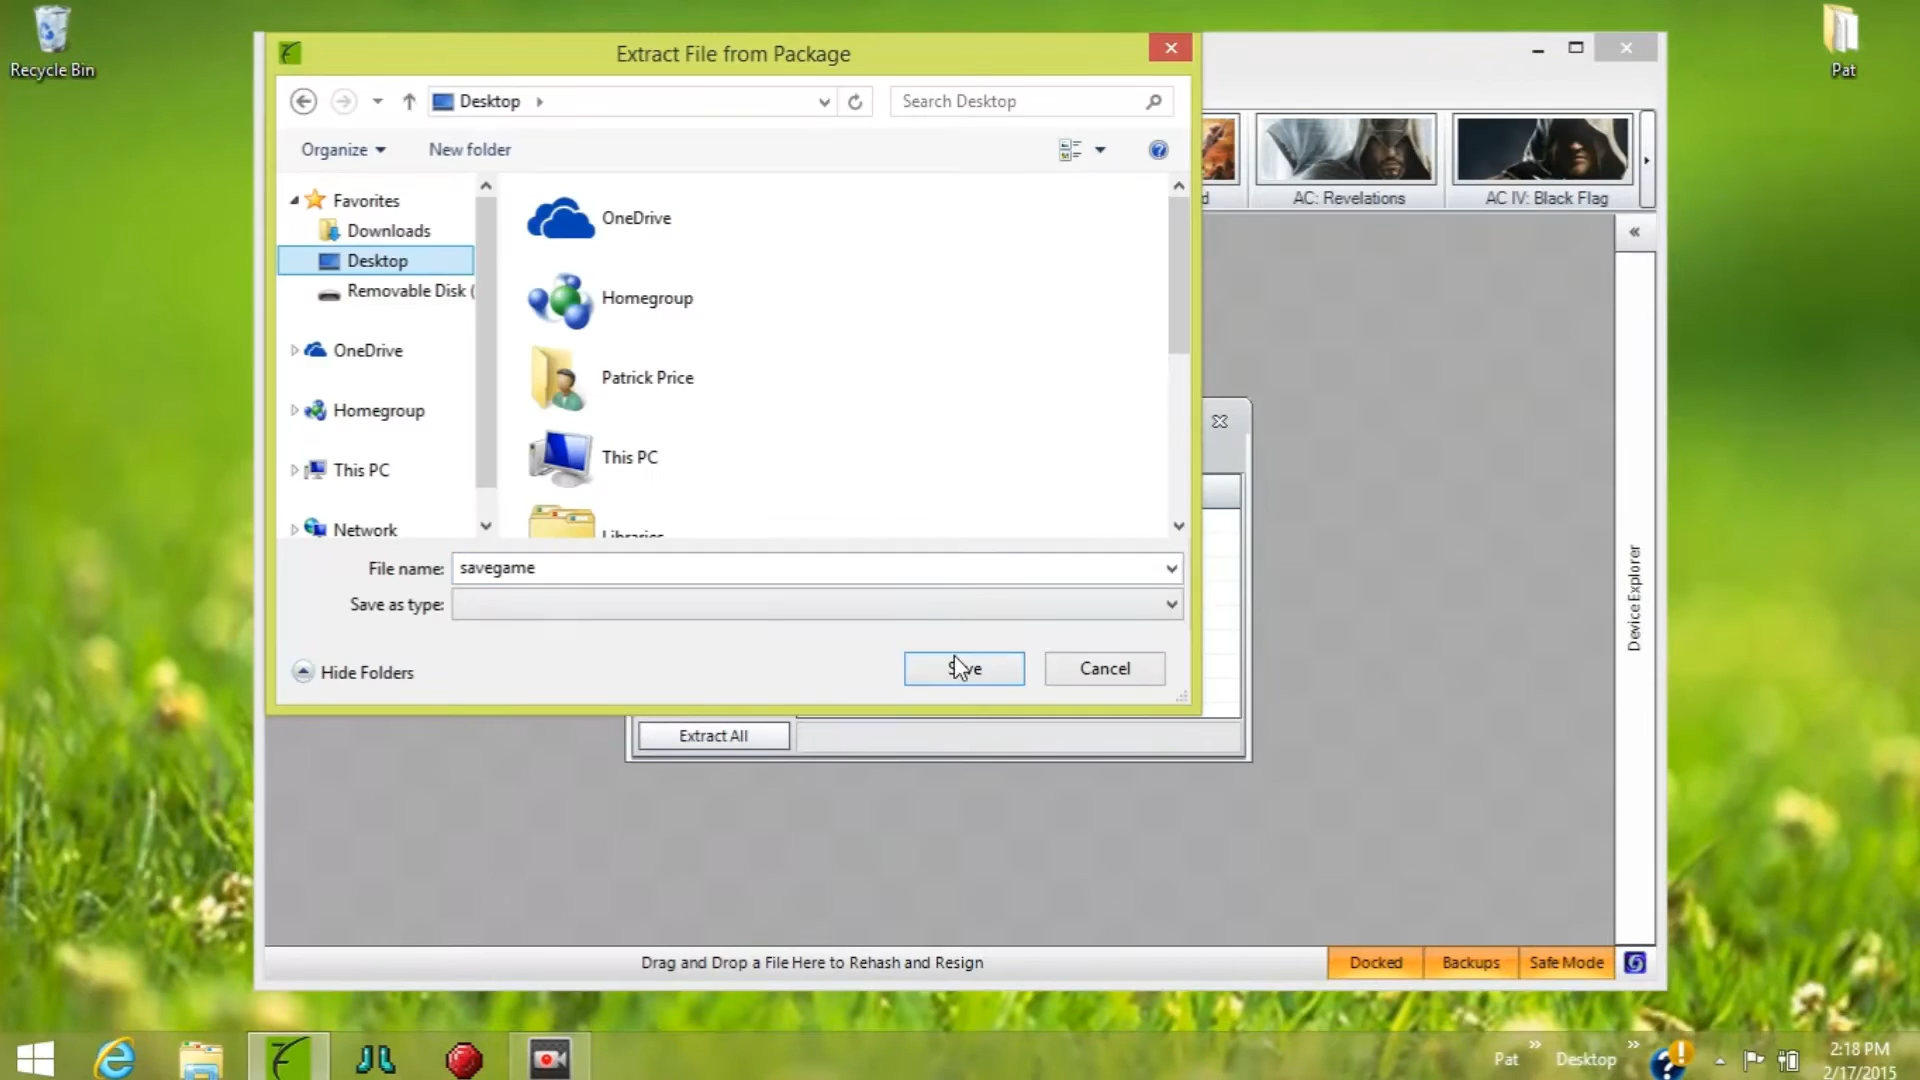 Recycle Bin
Pat
Extract File from Package
Desktop
Search Desktop
Organize
New folder
Favorites
Downloads
Desktop
Removable Disk (
OneDrive
Homegroup
This PC
Network
OneDrive
Homegroup
Patrick Price
This PC
Libraries
File name: savegame
Save as type:
Hide Folders
Save
Cancel
d
AC: Revelations
AC IV: Black Flag
Device Explorer
Extract All
Drag and Drop a File Here to Rehash and Resign
Docked
Backups
Safe Mode
Pat
Desktop
2:18 PM
2/17/2015